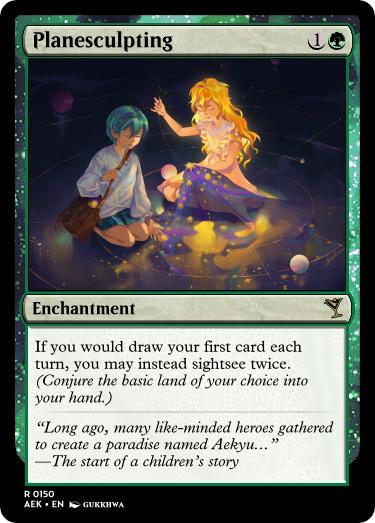 Planesculpting 1
Enchantment
If you would draw your first card each
turn, you may instead sightsee twice.
(Conjure the basic land of your choice into
your hand.)
“Long ago, many like-minded heroes gathered
to create a paradise named Aekyu…”
—The start of a children’s story
R 0150
AEK • EN GUKKHWA